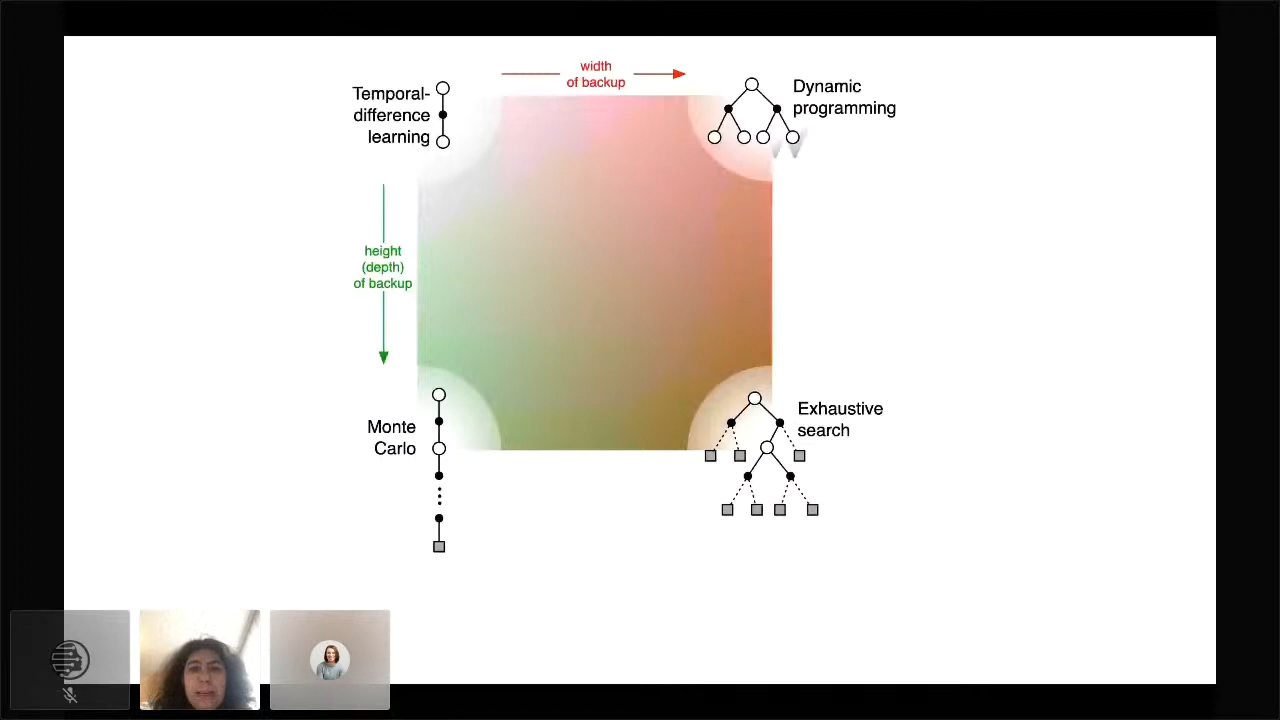 width
of backup
Temporal-
difference
learning
Dynamic
programming
height
(depth)
of backup
Monte
Carlo
Exhaustive
search